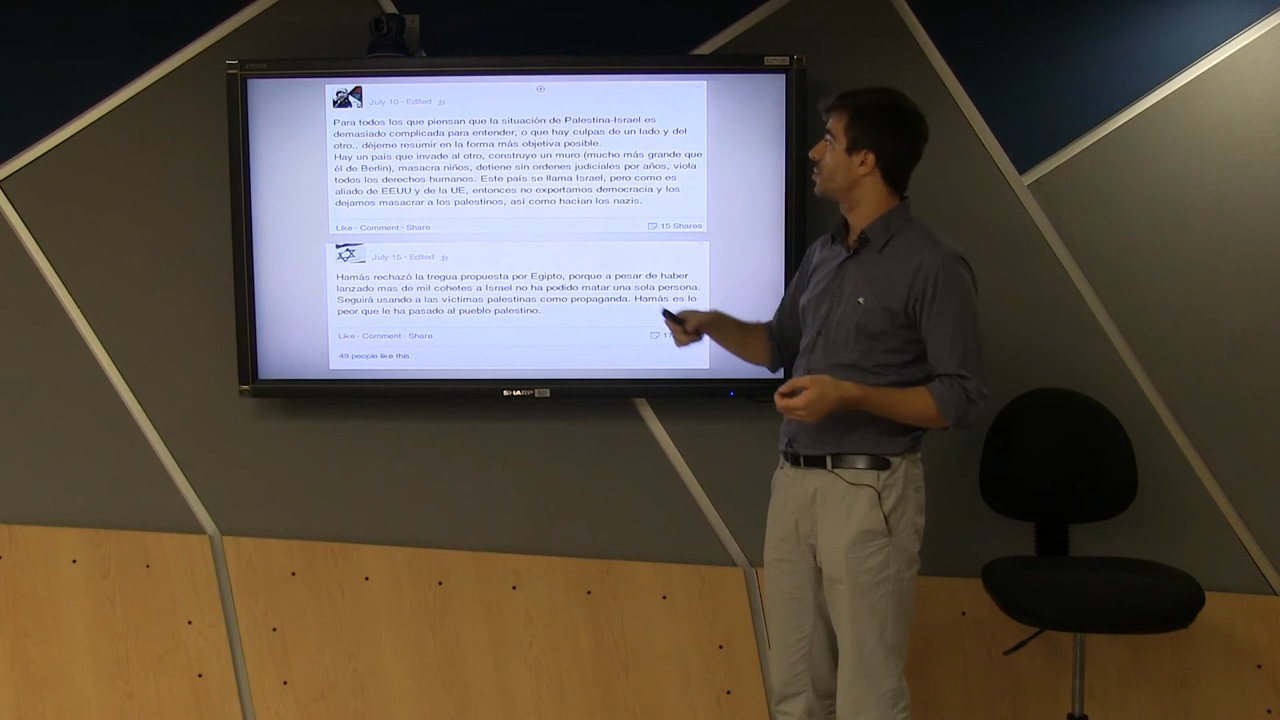 July 10 · Edited
Para todos los que piensan que la situación de Palestina-Israel es
demasiado complicada para entender, o que hay culpas de un lado y del
otro.. déjeme resumir en la forma más objetiva posible.
Hay un país que invade al otro, construye un muro (mucho más grande que
él de Berlin), masacra niños, detiene sin ordenes judiciales por años, viola
todos los derechos humanos. Este país se llama Israel, pero como es
aliado de EEUU y de la UE, entonces no exportamos democracia y los
dejamos masacrar a los palestinos, así como hacían los nazis.
Like · Comment · Share 15 Shares
July 15 · Edited
Hamás rechazó la tregua propuesta por Egipto, porque a pesar de haber
lanzado mas de mil cohetes a Israel no ha podido matar una sola persona.
Seguirá usando a las víctimas palestinas como propaganda. Hamás es lo
peor que le ha pasado al pueblo palestino.
Like · Comment · Share
49 people like this.
SHARP